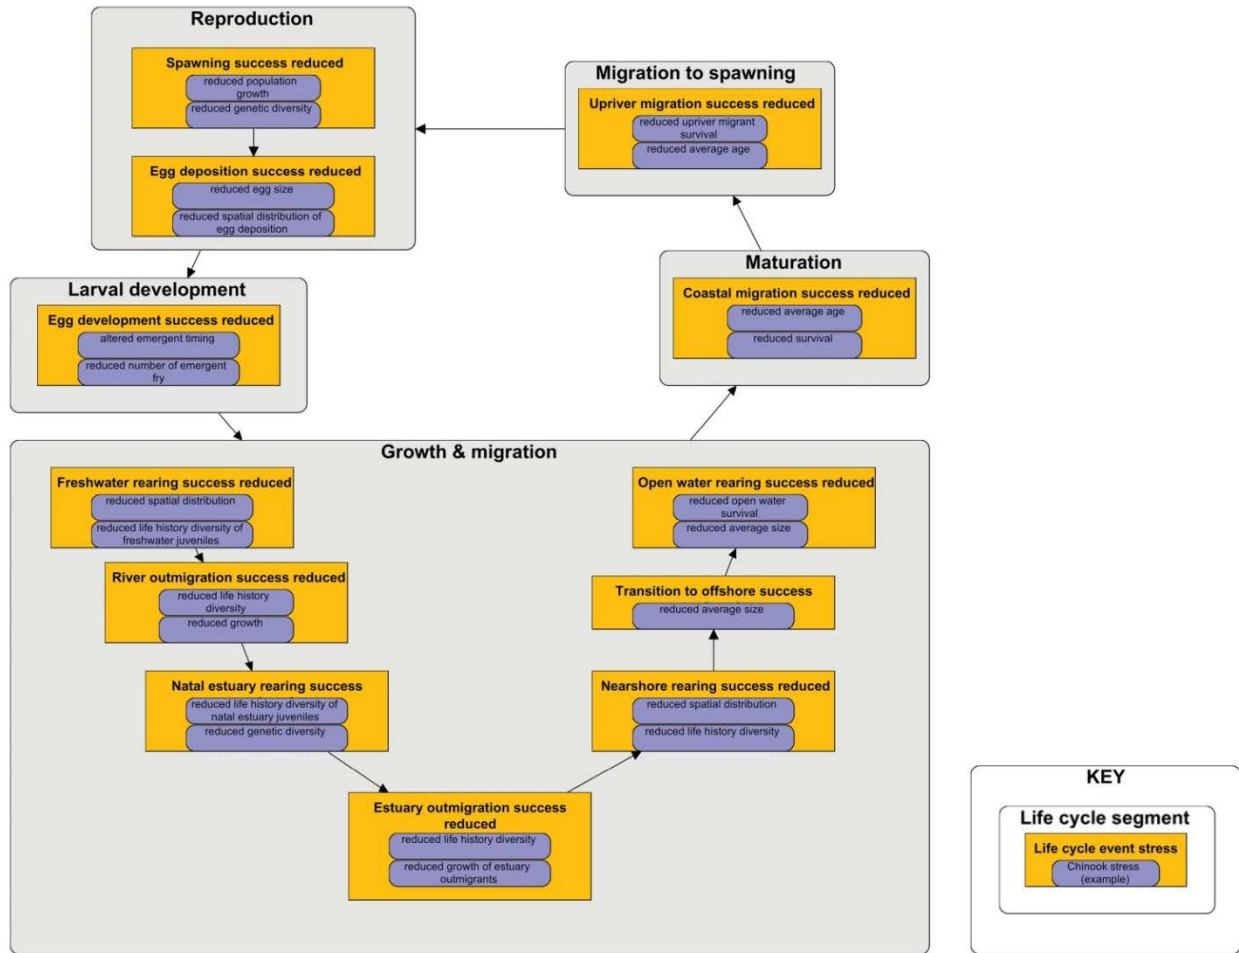 Reproduction
Spawning success reduced
reduced population
growth
reduced genetic diversity
Egg deposition success reduced
reduced egg size
reduced spatial distribution of
egg deposition
Migration to spawning
Upriver migration success reduced
reduced upriver migrant
survival
reduced average age
Larval development
Egg development success reduced
altered emergent timing
reduced number of emergent
fry
Maturation
Coastal migration success reduced
reduced average age
reduced survival
Growth & migration
Freshwater rearing success reduced
reduced spatial distribution
reduced life history diversity of
freshwater juveniles
River outmigration success reduced
reduced life history
diversity
reduced growth
Natal estuary rearing success
reduced life history diversity of
natal estuary juveniles
reduced genetic diversity
Estuary outmigration success
reduced
reduced life history diversity
reduced growth of estuary
outmigrants
Nearshore rearing success reduced
reduced spatial distribution
reduced life history diversity
Transition to offshore success
reduced average size
Open water rearing success reduced
reduced open water
survival
reduced average size
KEY
Life cycle segment
Life cycle event stress
Chinook stress
(example)